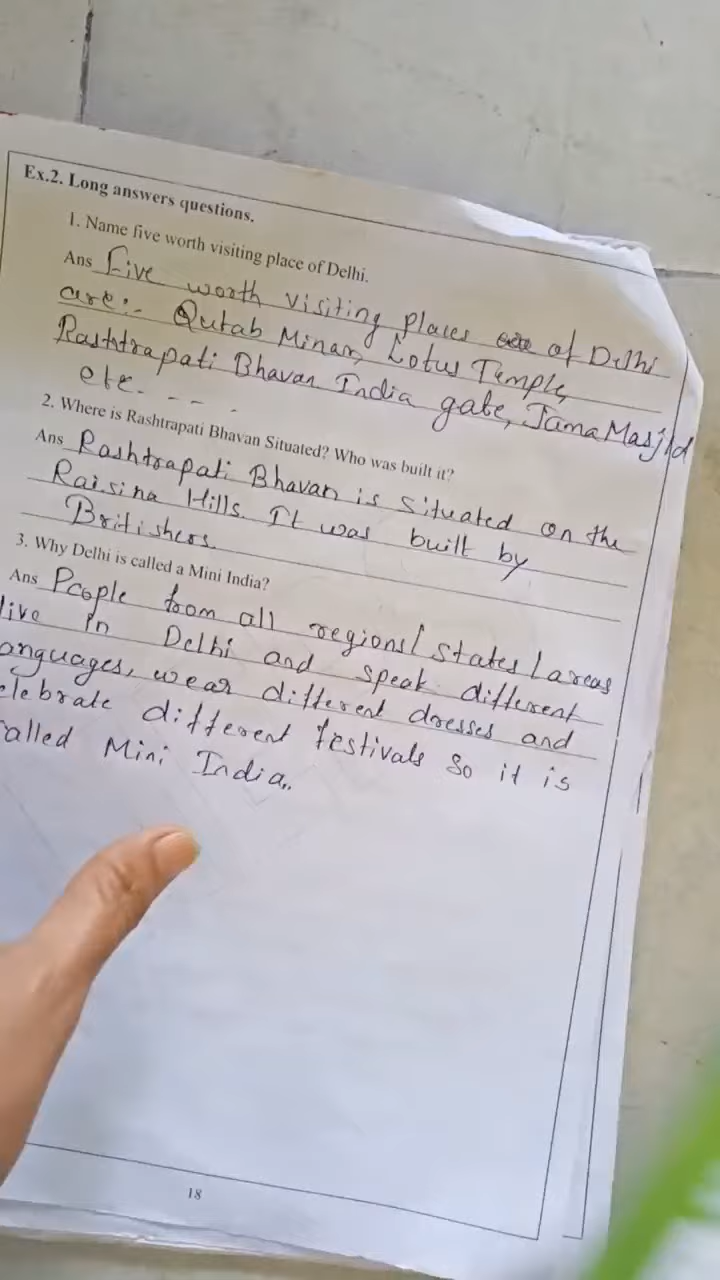 Ex.2. Long answers questions.
1. Name five worth visiting place of Delhi.
Ans Five worth visiting places of Delhi
are:- Qutab Minar, Lotus Temple,
Rashtrapati Bhavan India gate, Jama Masjid
etc. - - -
2. Where is Rashtrapati Bhavan Situated? Who was built it?
Ans Rashtrapati Bhavan is situated on the
Raisina Hills. It was built by
Britishers.
3. Why Delhi is called a Mini India?
Ans People from all regions/states/areas
live in Delhi and speak different
anguages, wear different dresses and
elebrate different festivals So it is
alled Mini India..
18